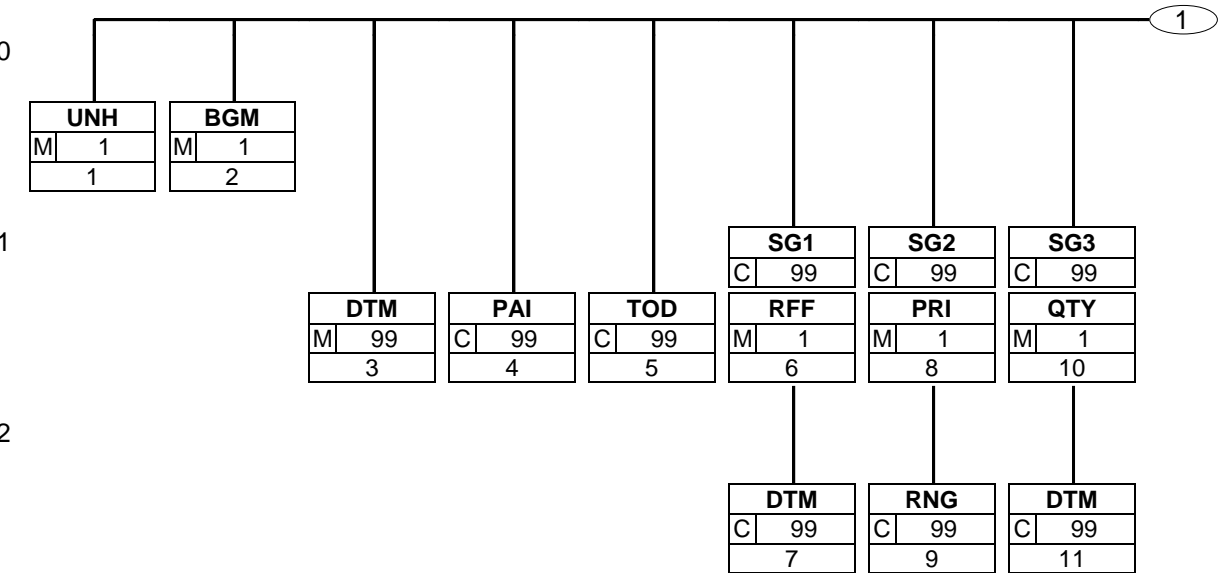 1
0
UNH BGM
M 1 M 1
1 2
1
SG1 SG2 SG3
C 99 C 99 C 99
DTM PAI TOD RFF PRI QTY
M 99 C 99 C 99 M 1 M 1 M 1
3 4 5 6 8 10
2
DTM RNG DTM
C 99 C 99 C 99
7 9 11